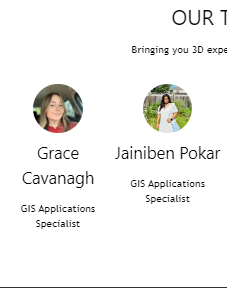 OUR T
Bringing you 3D expe
Grace
Cavanagh
GIS Applications
Specialist
Jainiben Pokar
GIS Applications
Specialist